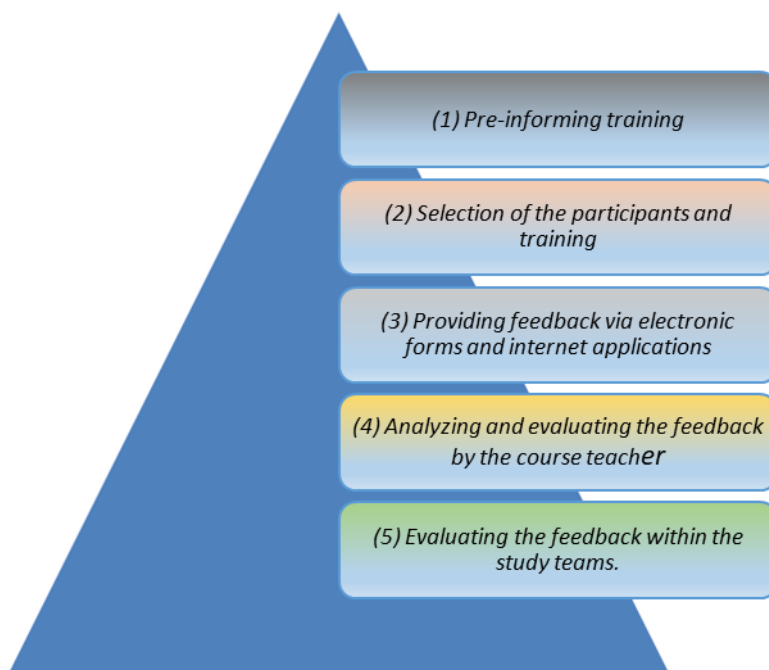 (1) Pre-informing training
(2) Selection of the participants and
training
(3) Providing feedback via electronic
forms and internet applications
(4) Analyzing and evaluating the feedback
by the course teacher
(5) Evaluating the feedback within the
study teams.